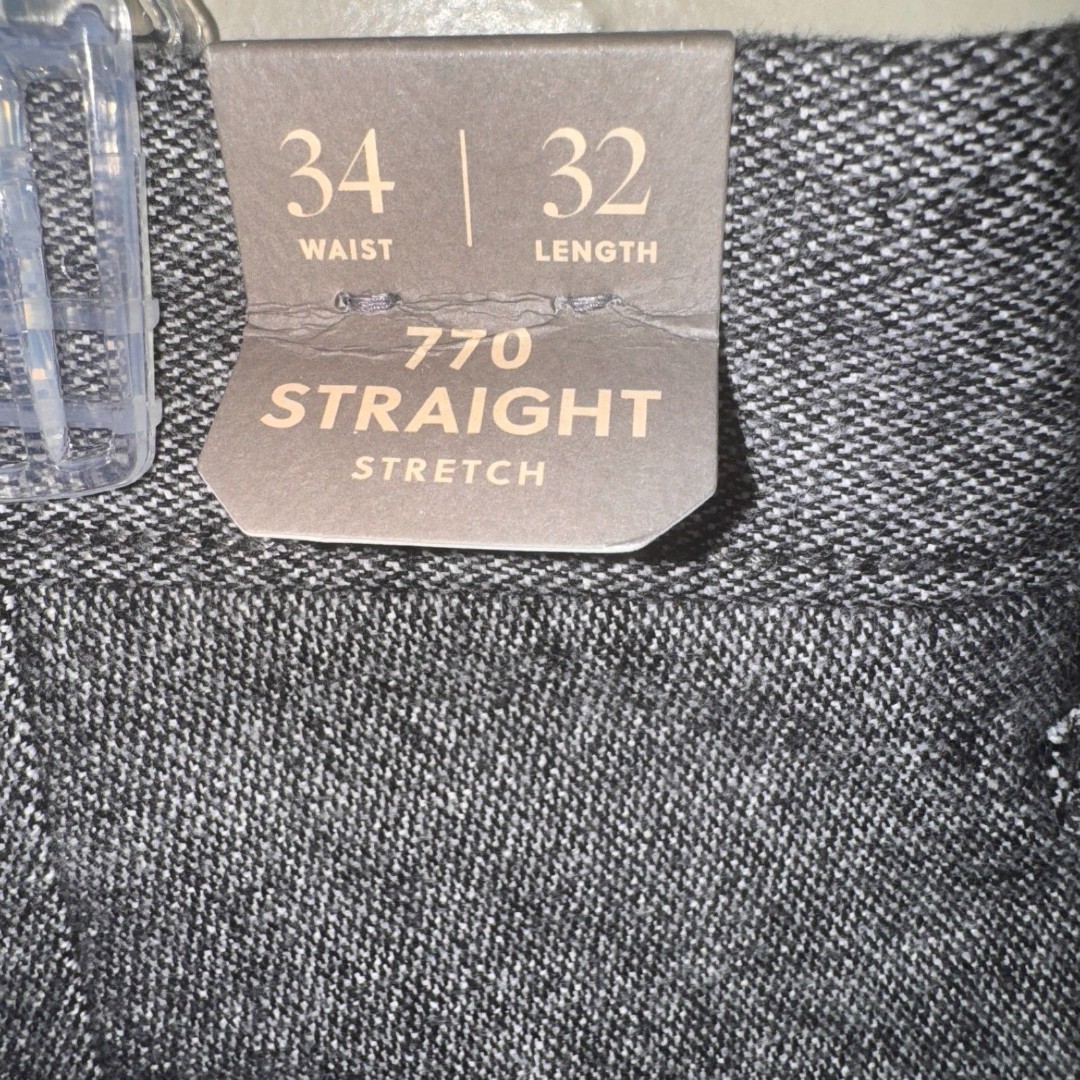 34 | 32
WAIST LENGTH
770
STRAIGHT
STRETCH